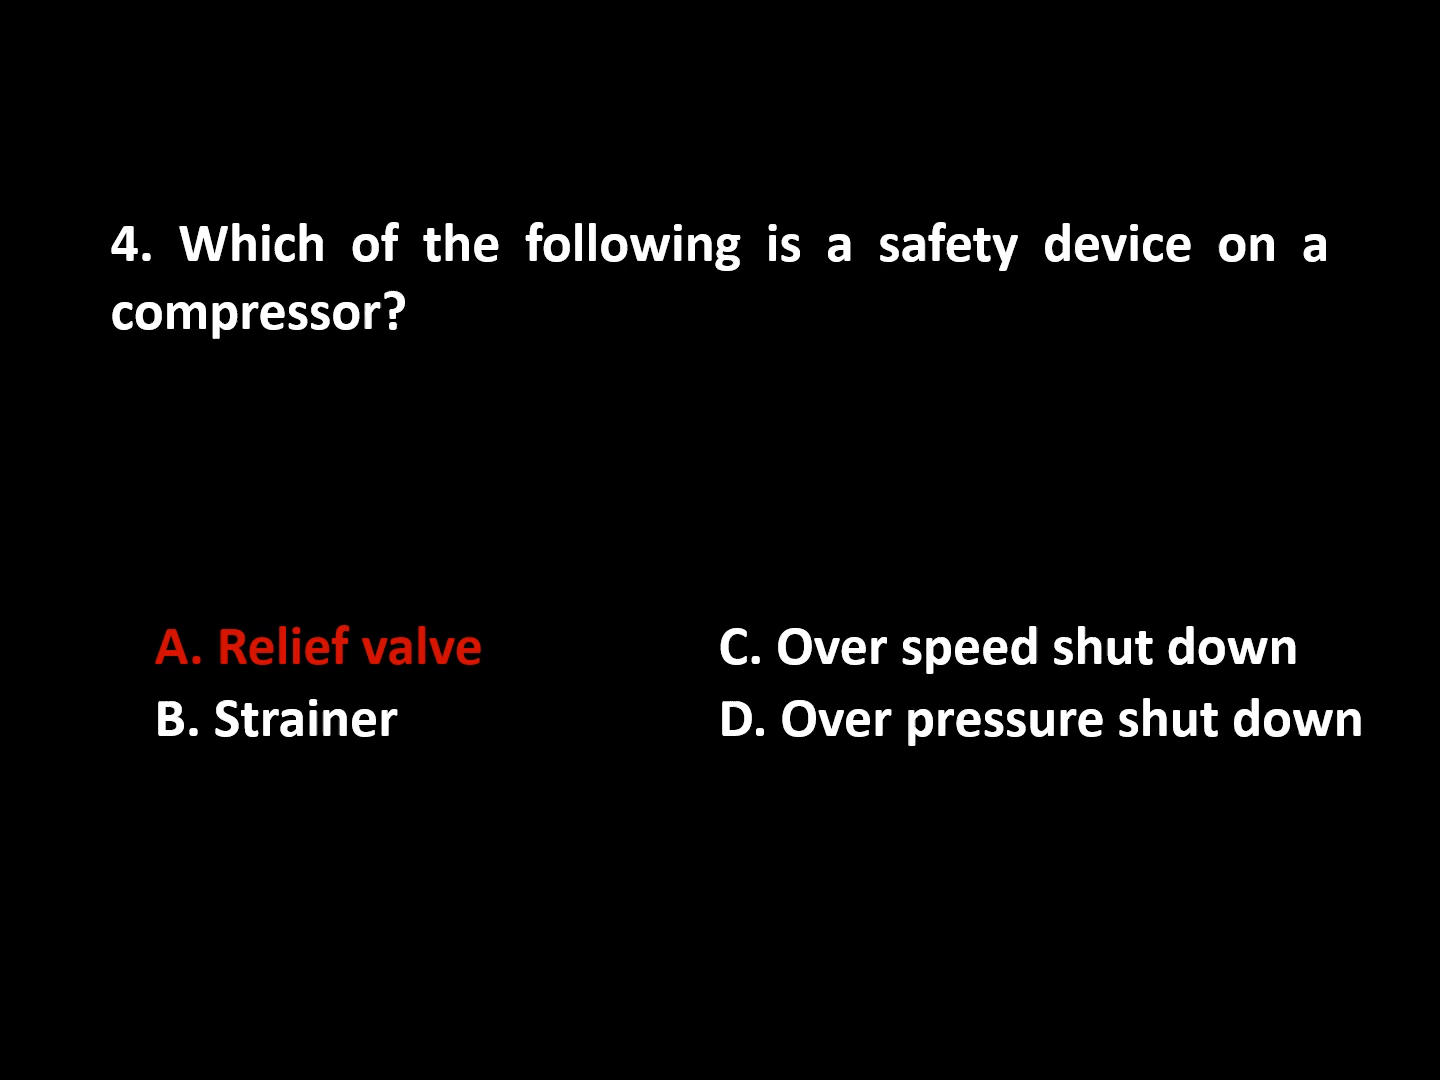 4. Which of the following is a safety device on a
compressor?
A. Relief valve
B. Strainer
C. Over speed shut down
D. Over pressure shut down